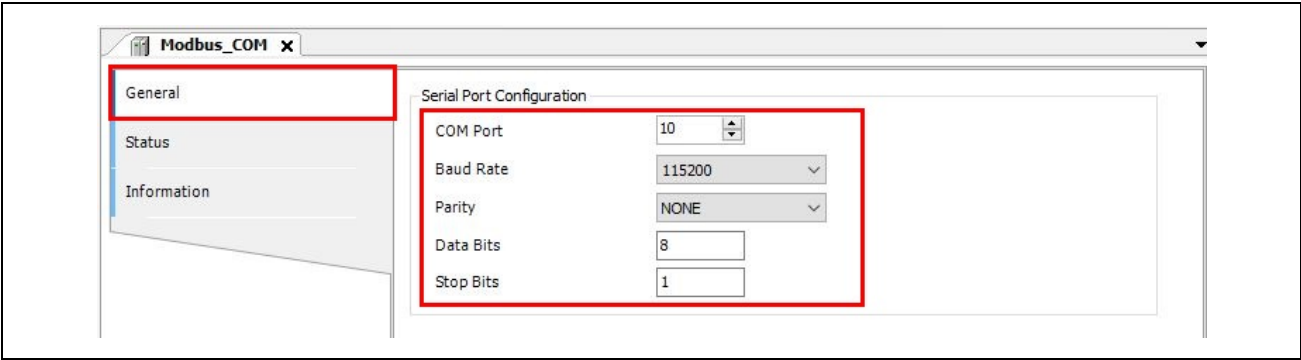 Modbus_COM
General
Status
Information
Serial Port Configuration
COM Port 10
Baud Rate 115200
Parity NONE
Data Bits 8
Stop Bits 1